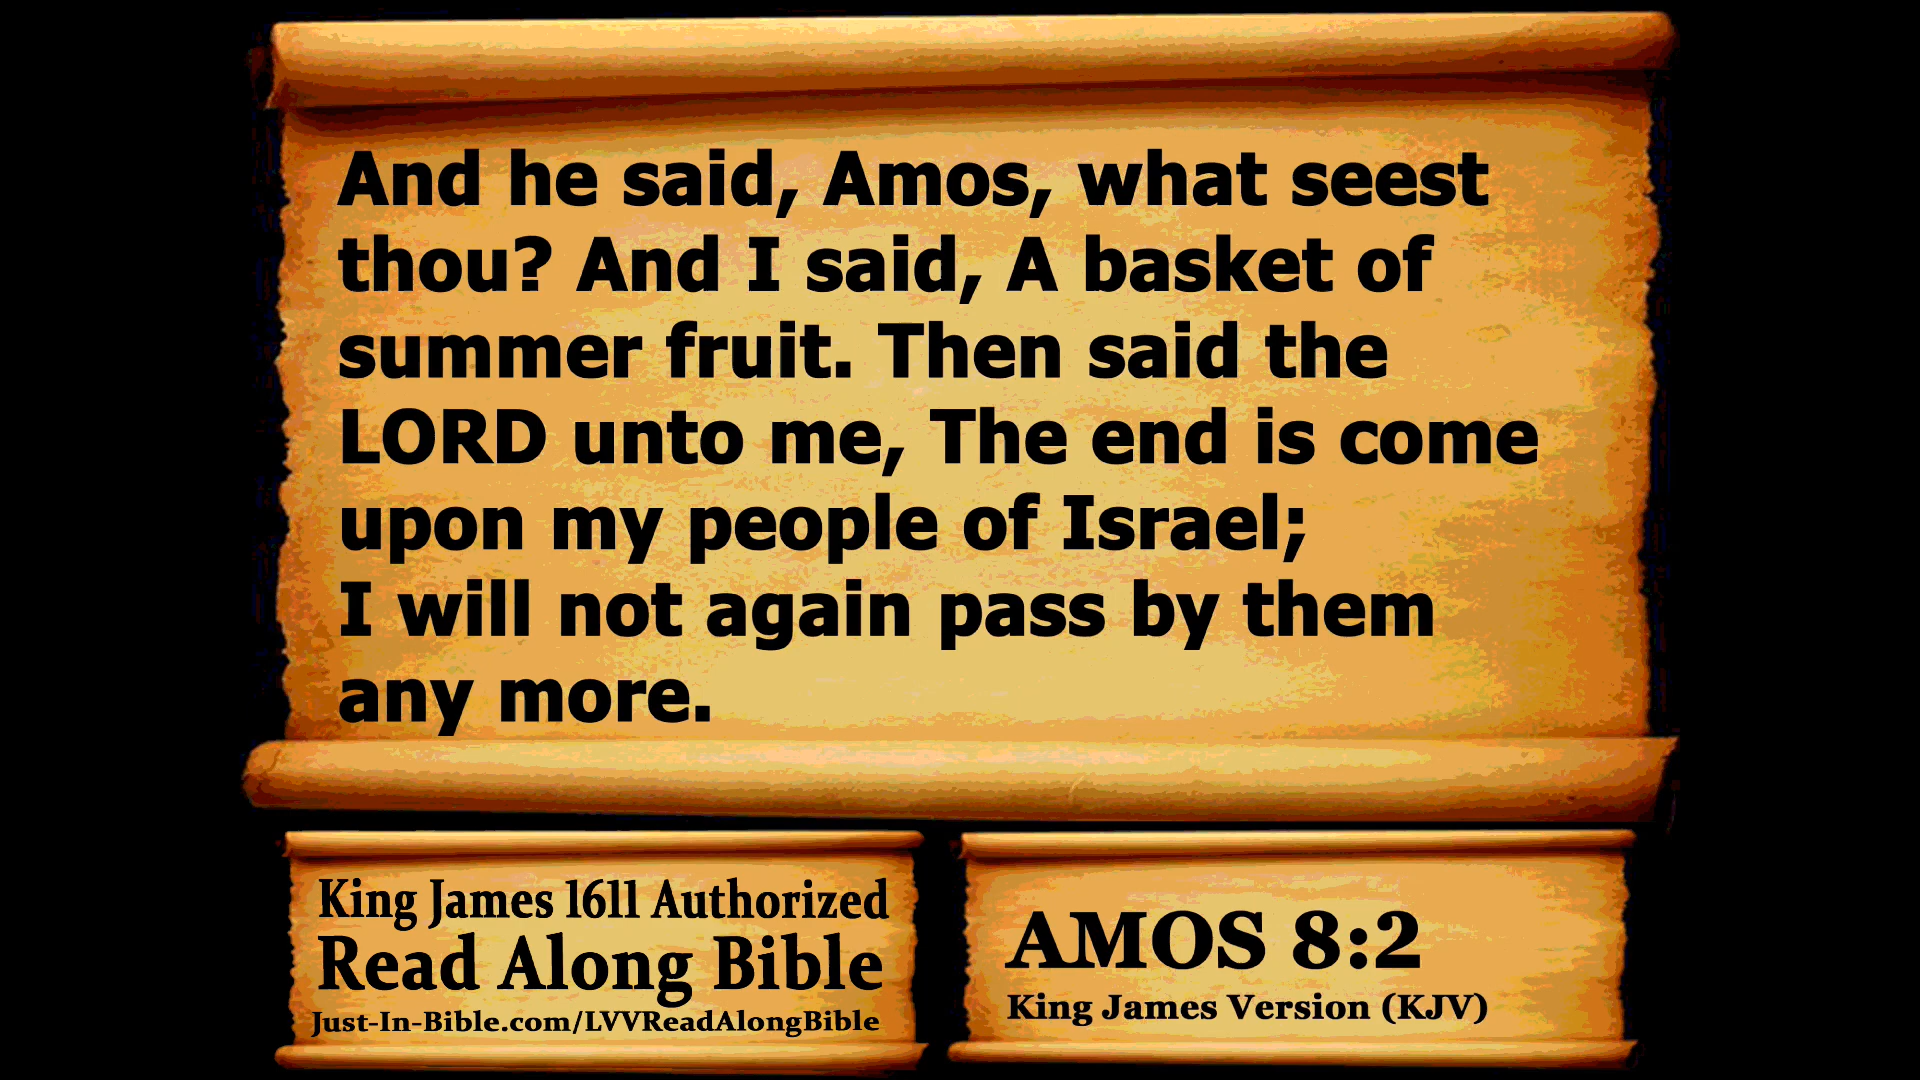 And he said, Amos, what seest
thou? And I said, A basket of
summer fruit. Then said the
LORD unto me, The end is come
upon my people of Israel;
I will not again pass by them
any more.
King James 1611 Authorized
Read Along Bible
Just-In-Bible.com/LVVReadAlongBible
AMOS 8:2
King James Version (KJV)